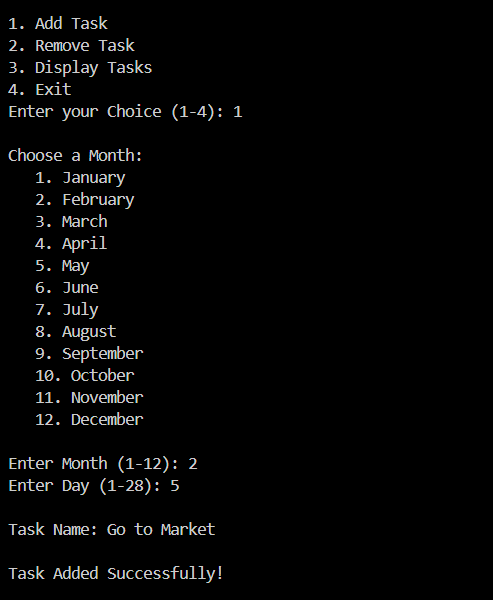 1. Add Task
2. Remove Task
3. Display Tasks
4. Exit
Enter your Choice (1-4): 1
Choose a Month:
1. January
2. February
3. March
4. April
5. May
6. June
7. July
8. August
9. September
10. October
11. November
12. December
Enter Month (1-12): 2
Enter Day (1-28): 5
Task Name: Go to Market
Task Added Successfully!